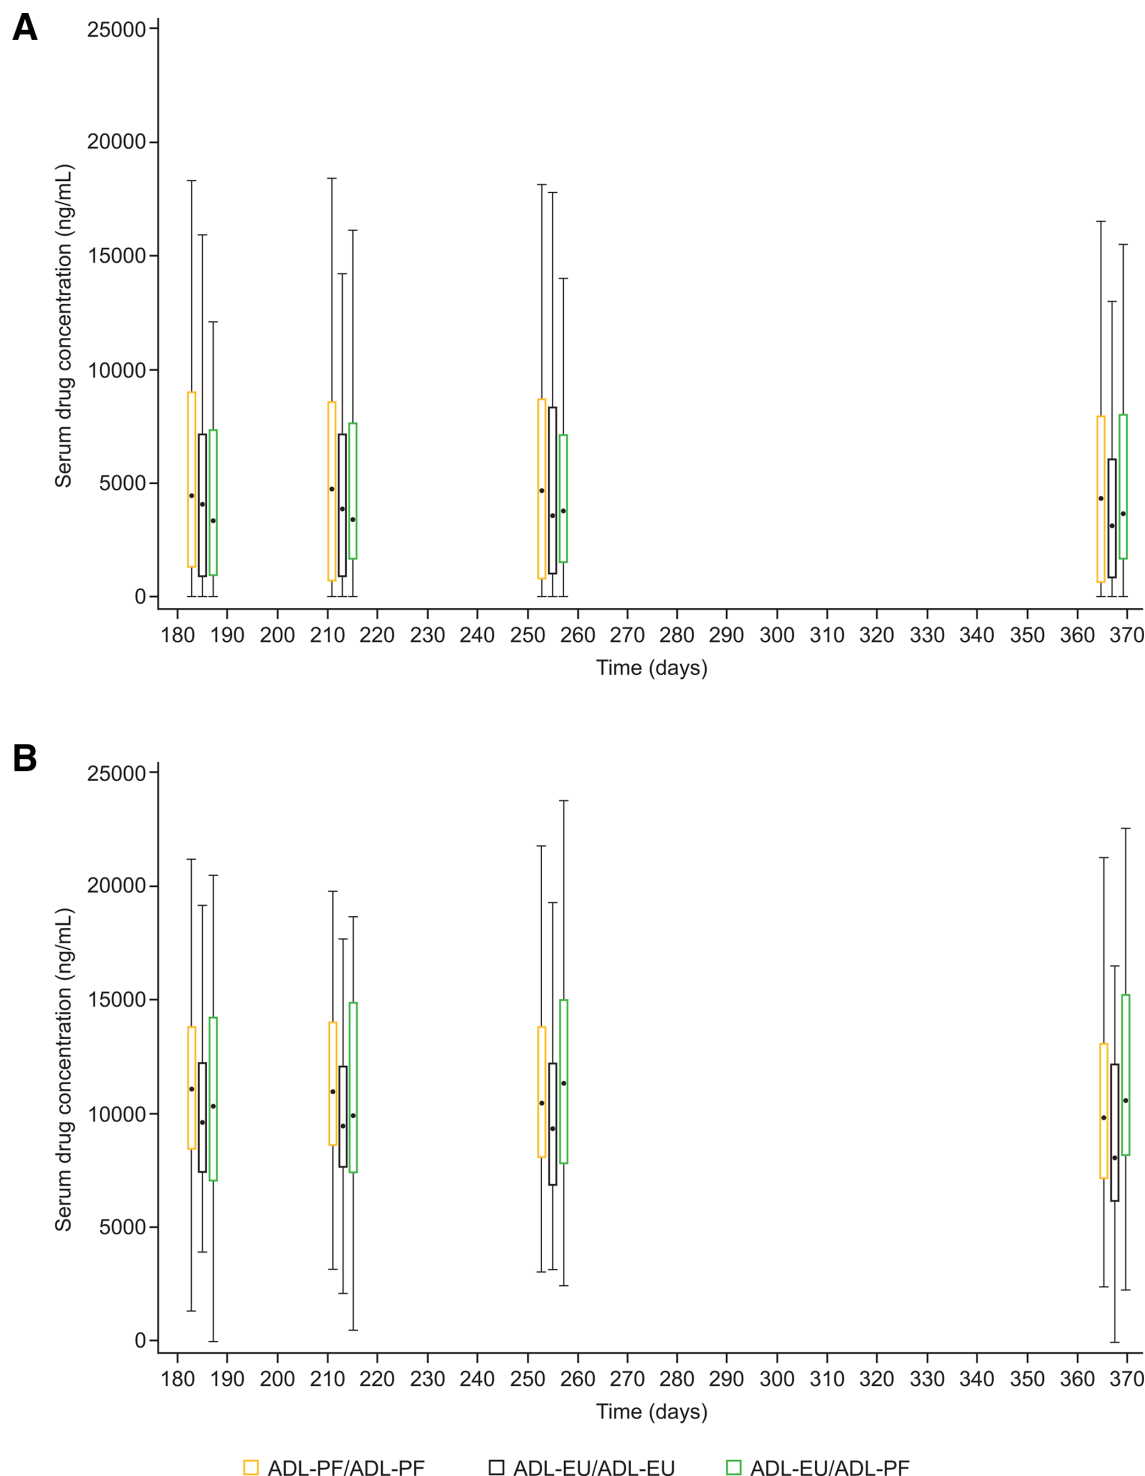 A
25000
20000
15000
10000
5000
0
Serum drug concentration (ng/mL)
180 190 200 210 220 230 240 250 260 270 280 290 300 310 320 330 340 350 360 370
Time (days)
B
25000
20000
15000
10000
5000
0
Serum drug concentration (ng/mL)
180 190 200 210 220 230 240 250 260 270 280 290 300 310 320 330 340 350 360 370
Time (days)
ADL-PF/ADL-PF ADL-EU/ADL-EU ADL-EU/ADL-PF